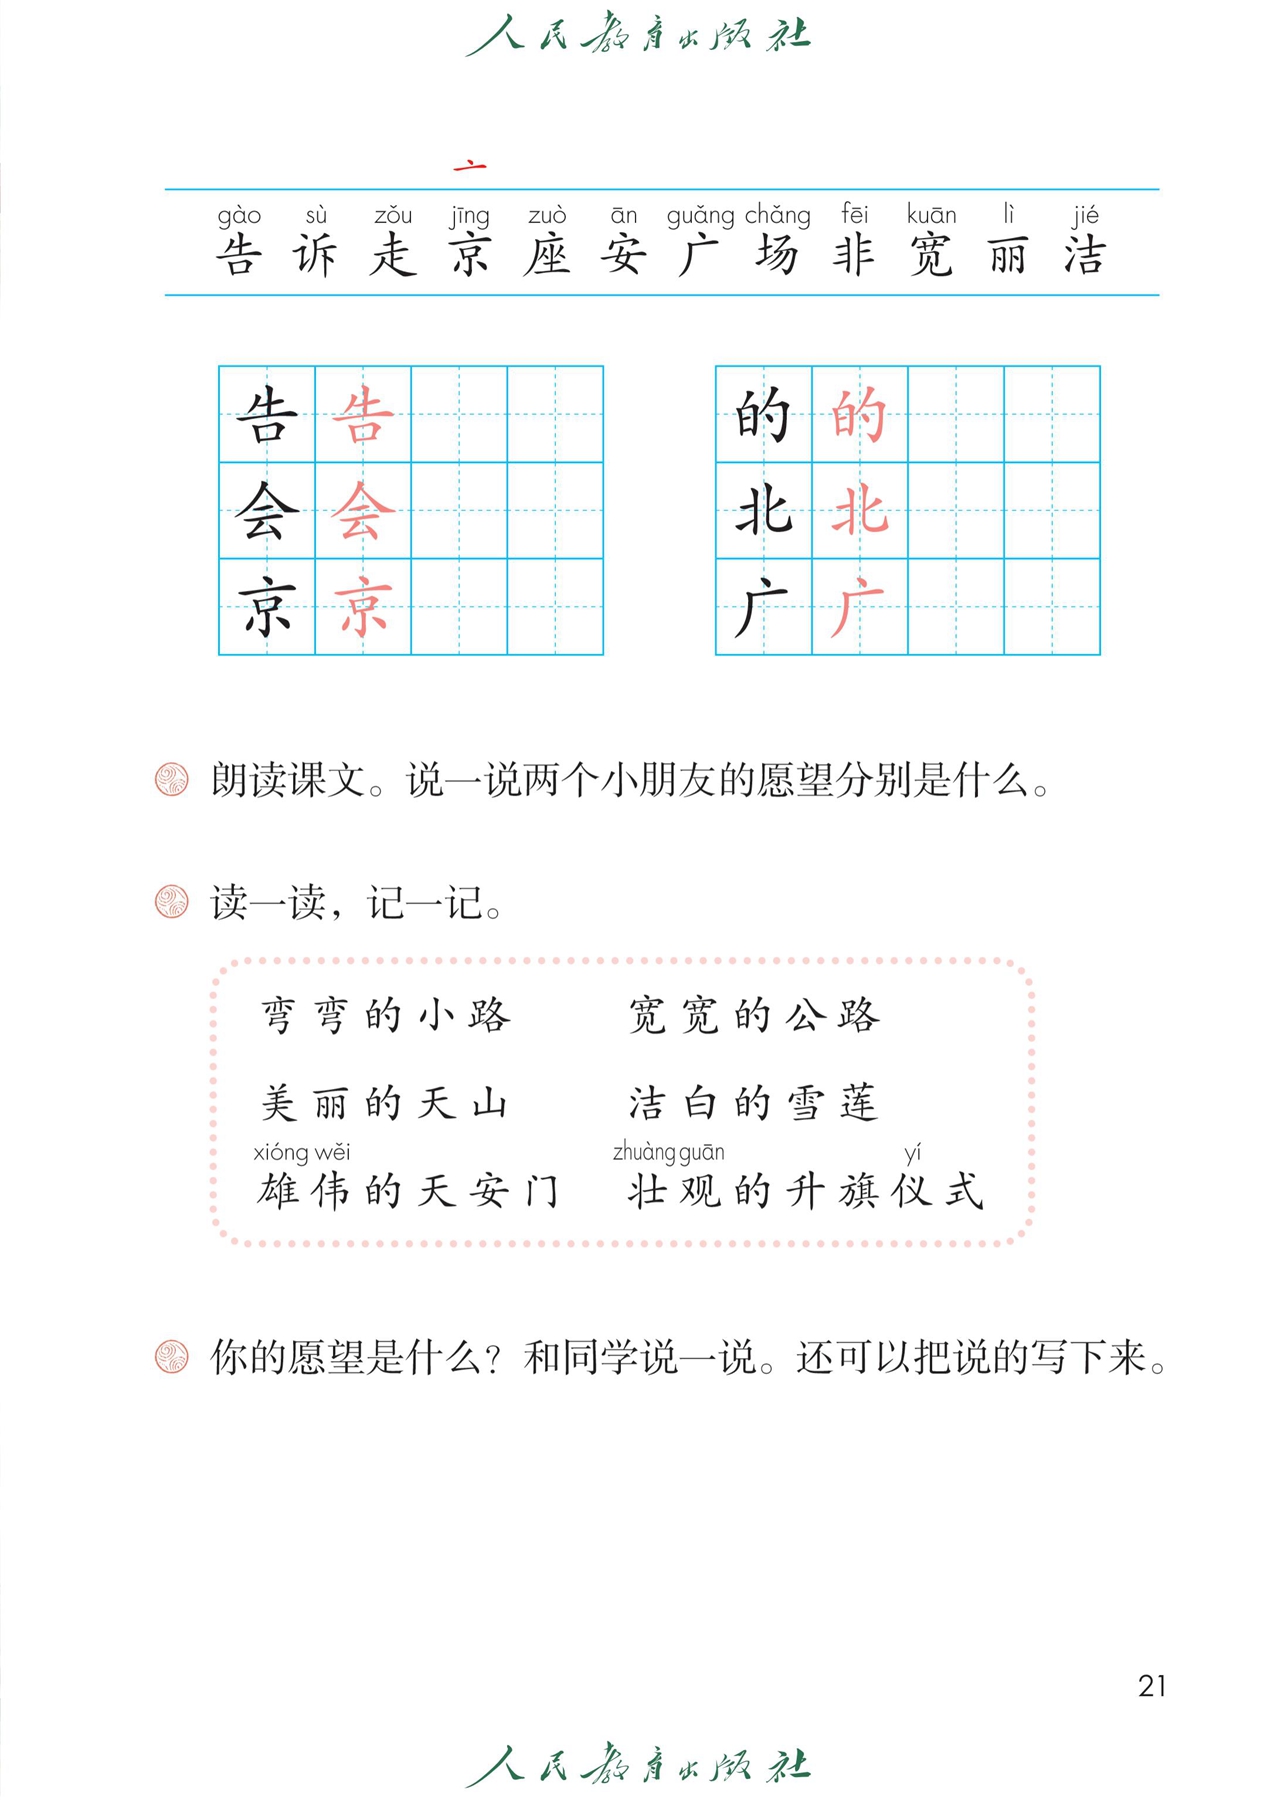 人民教育出版社
亠
gào sù zǒu jīng zuò ān guǎng chǎng fēi kuān lì jié
告 诉 走 京 座 安 广 场 非 宽 丽 洁
告 告 的 的
会 会 北 北
京 京 广 广
朗读课文。说一说两个小朋友的愿望分别是什么。
读一读，记一记。
弯弯的小路 宽宽的公路
美丽的天山 洁白的雪莲
xióng wěi zhuàng guān yí
雄伟的天安门 壮观的升旗仪式
你的愿望是什么？和同学说一说。还可以把说的写下来。
21
人民教育出版社